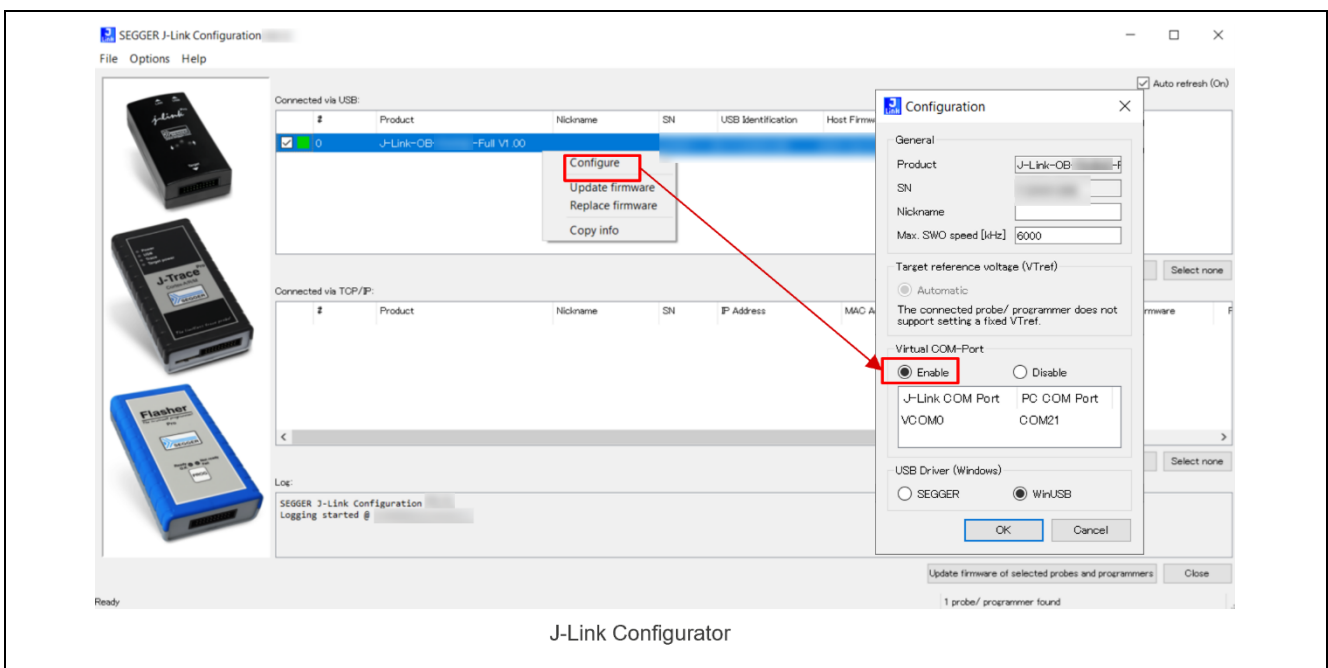 SEGGER J-Link Configuration
File Options Help
Auto refresh (On)
Connected via USB:
# Product Nickname SN USB Identification Host Firmw
0 J-Link-OB- -Full V1.00
Configure
Update firmware
Replace firmware
Copy info
Select none
Connected via TCP/IP:
# Product Nickname SN IP Address MAC A rmware F
Select none
Log:
SEGGER J-Link Configuration
Logging started @
Update firmware of selected probes and programmers Close
Ready 1 probe/ programmer found
Configuration
General
Product J-Link-OB- -F
SN
Nickname
Max. SWO speed [kHz] 6000
Target reference voltage (VTref)
Automatic
The connected probe/ programmer does not
support setting a fixed VTref.
Virtual COM-Port
Enable Disable
J-Link COM Port PC COM Port
VCOM0 COM21
USB Driver (Windows)
SEGGER WinUSB
OK Cancel
J-Link
J-Trace
Pro
SEGGER
Flasher
Pro
SEGGER
PROG
J-Link Configurator